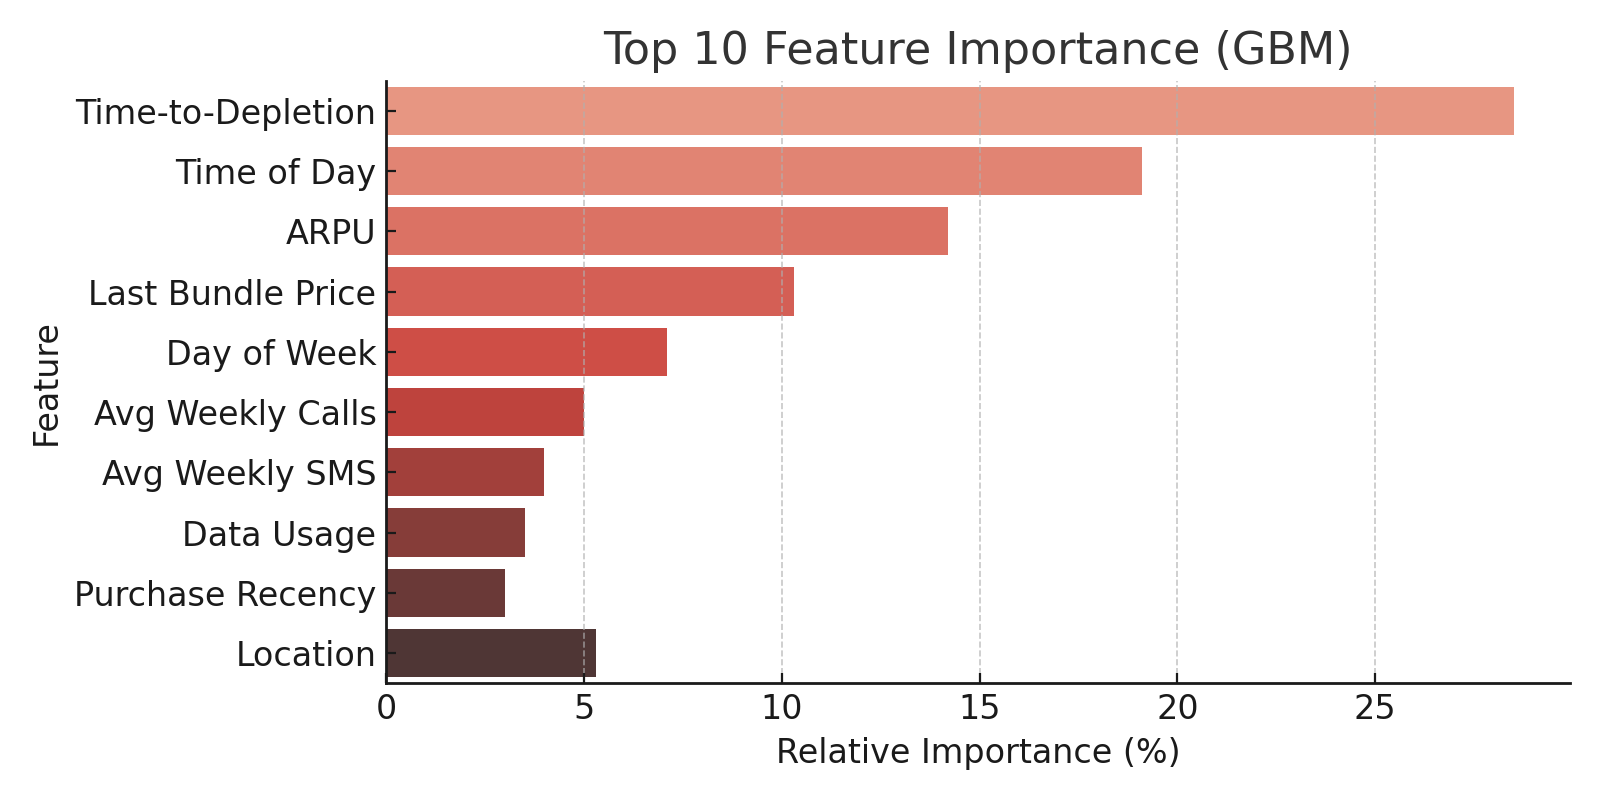 Top 10 Feature Importance (GBM)
Feature
Time-to-Depletion
Time of Day
ARPU
Last Bundle Price
Day of Week
Avg Weekly Calls
Avg Weekly SMS
Data Usage
Purchase Recency
Location
0 5 10 15 20 25
Relative Importance (%)